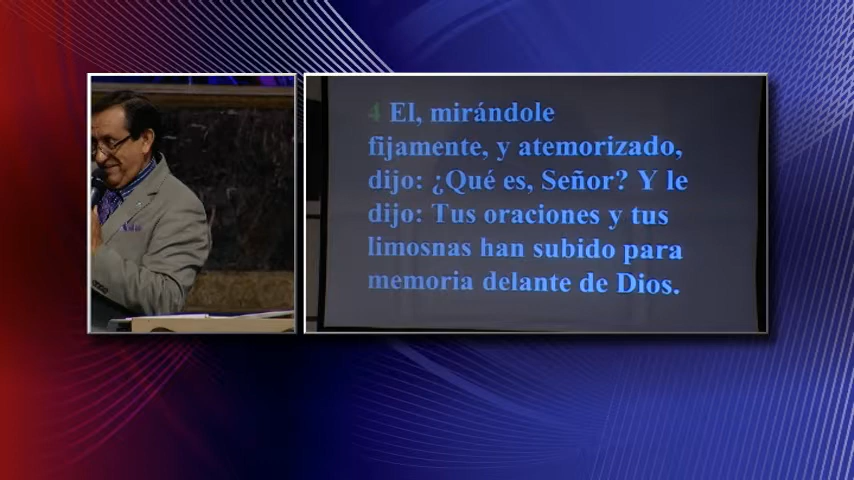 4 El, mirándole
fijamente, y atemorizado,
dijo: ¿Qué es, Señor? Y le
dijo: Tus oraciones y tus
limosnas han subido para
memoria delante de Dios.